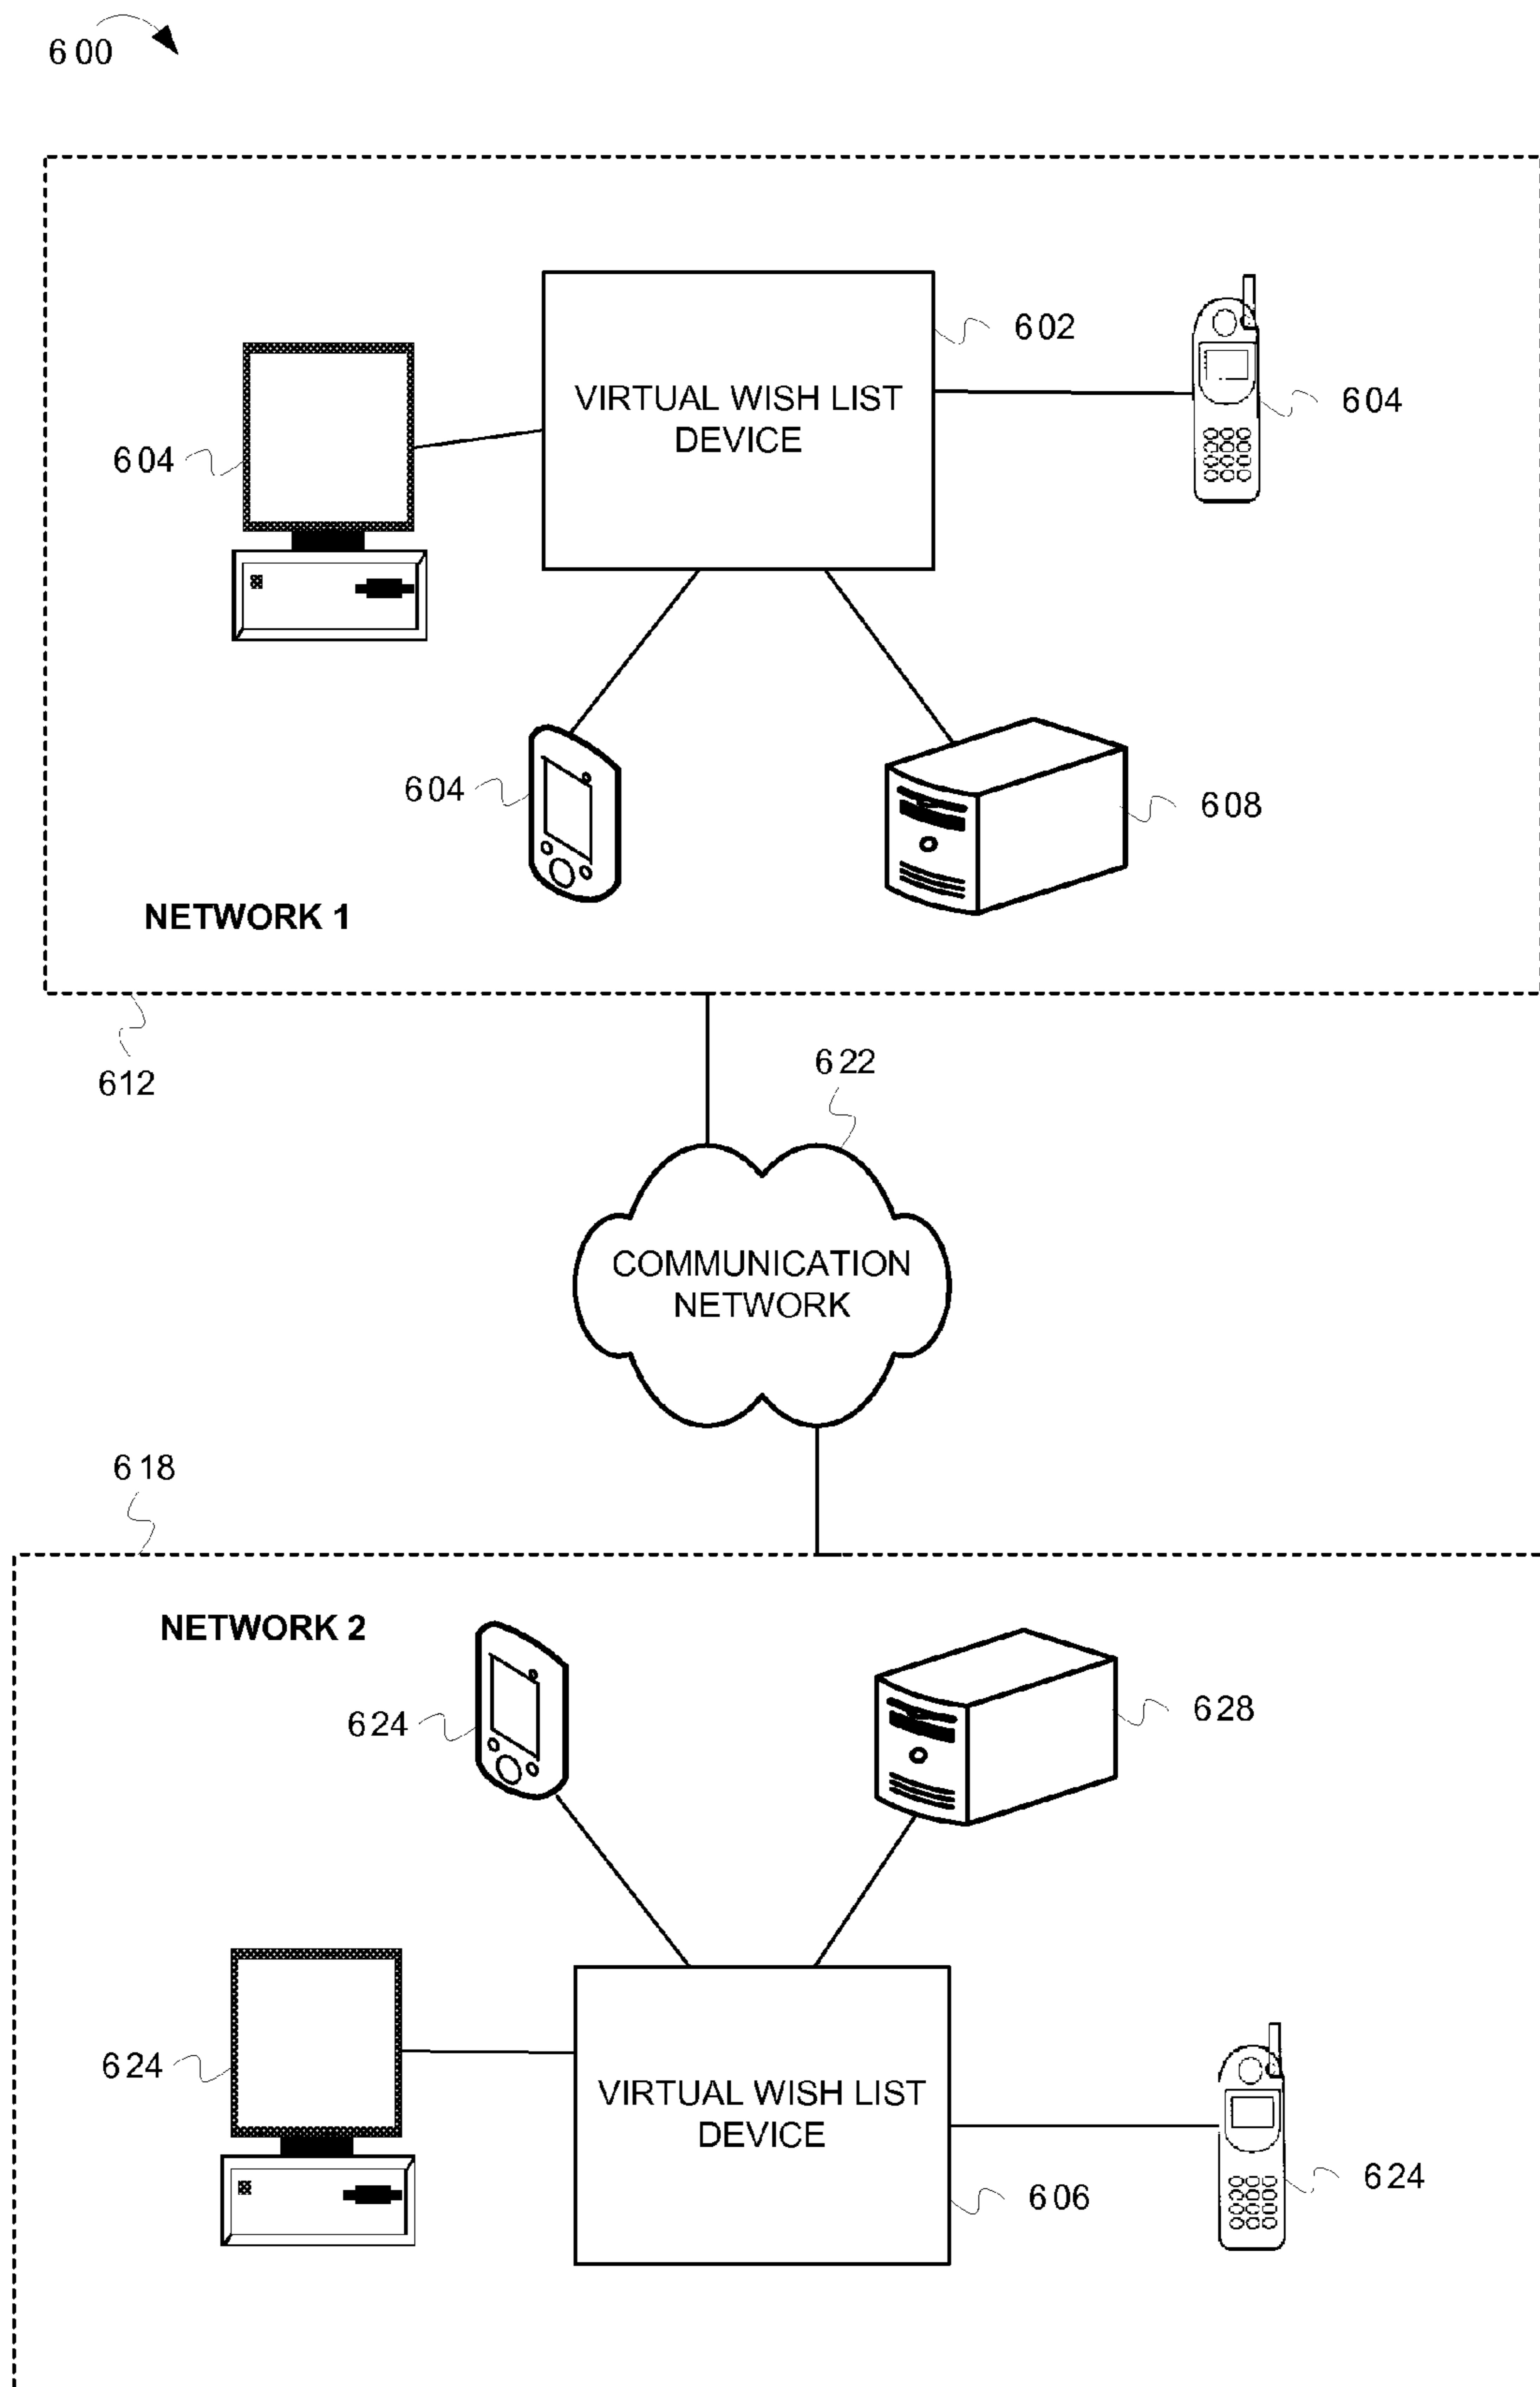 600
602
VIRTUAL WISH LIST
DEVICE
604
604
604
608
NETWORK 1
612
622
COMMUNICATION
NETWORK
618
NETWORK 2
624
628
624
VIRTUAL WISH LIST
DEVICE
624
606